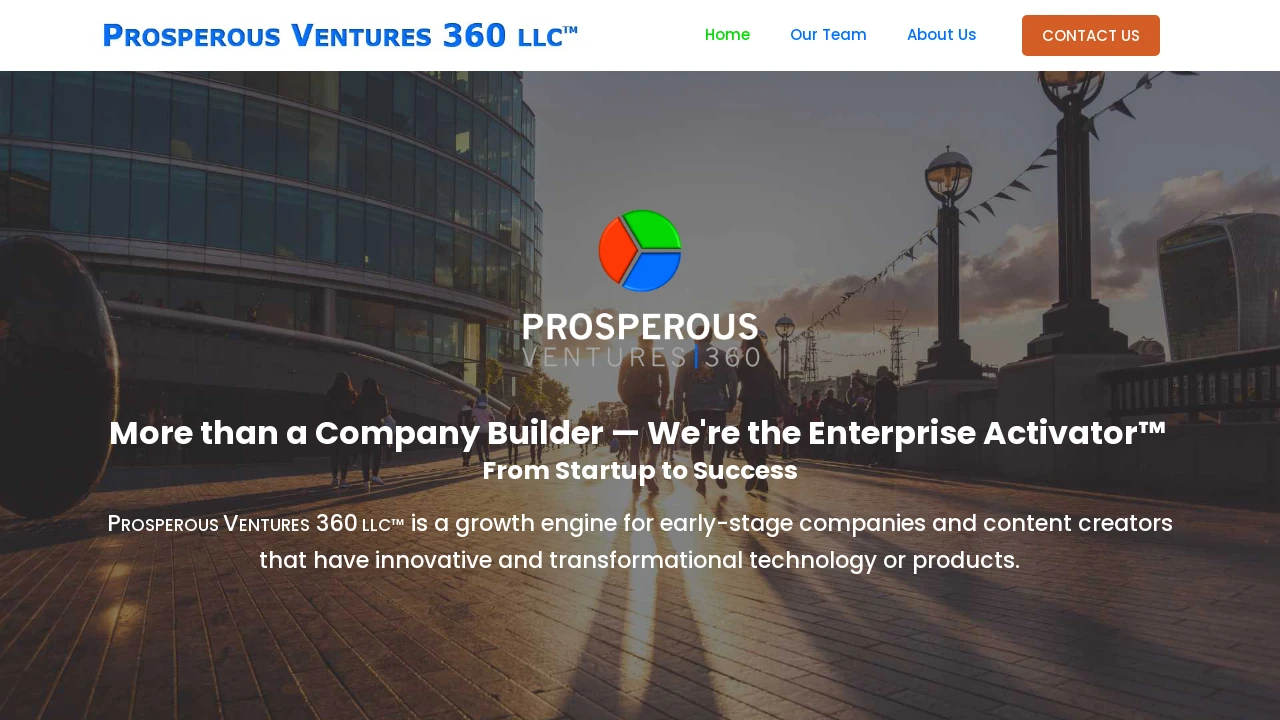 Prosperous Ventures 360 LLC™
Home
Our Team
About Us
CONTACT US
PROSPEROUS
VENTURES|360
More than a Company Builder — We're the Enterprise Activator™
From Startup to Success
Prosperous Ventures 360 LLC™ is a growth engine for early-stage companies and content creators
that have innovative and transformational technology or products.